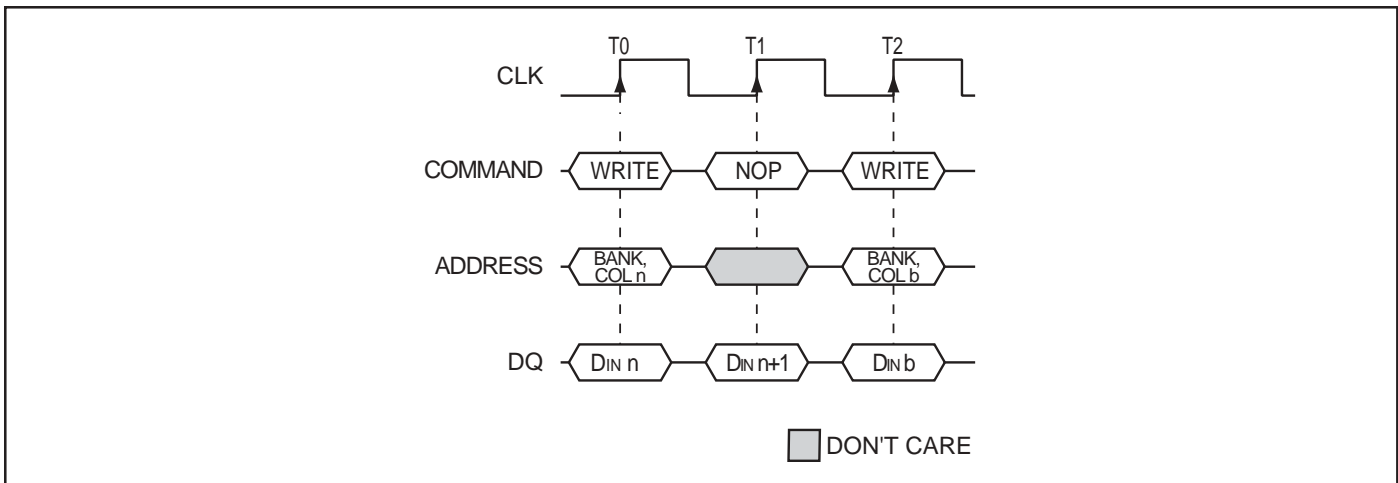 T0 T1 T2
CLK
COMMAND WRITE NOP WRITE
ADDRESS BANK, COL n BANK, COL b
DQ DIN n DIN n+1 DIN b
DON'T CARE